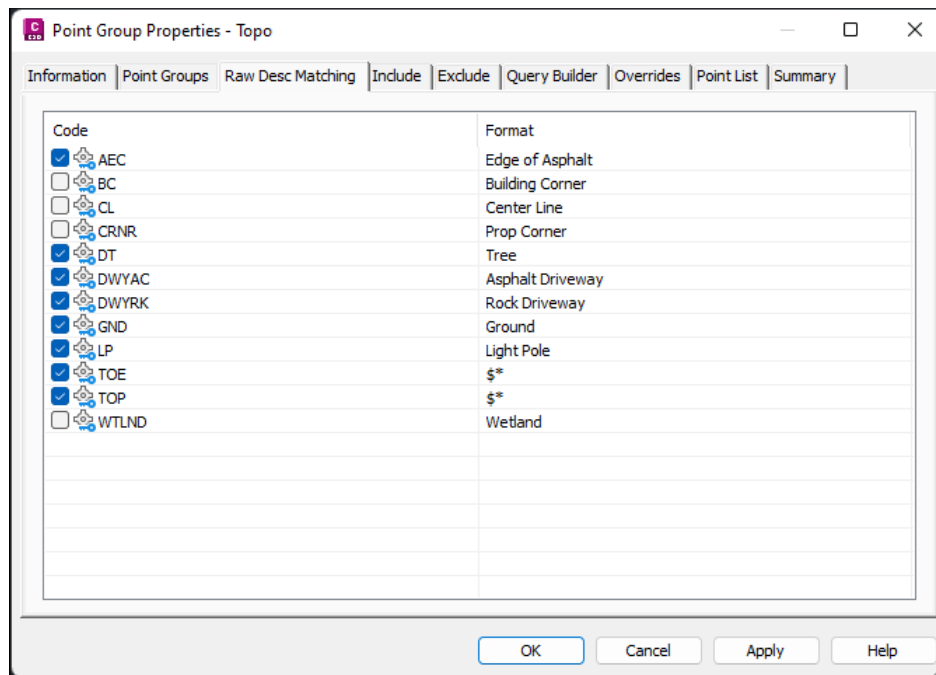 C
C3D
Point Group Properties - Topo
Information Point Groups Raw Desc Matching Include Exclude Query Builder Overrides Point List Summary
Code Format
AEC Edge of Asphalt
BC Building Corner
CL Center Line
CRNR Prop Corner
DT Tree
DWYAC Asphalt Driveway
DWYRK Rock Driveway
GND Ground
LP Light Pole
TOE $*
TOP $*
WTLND Wetland
OK Cancel Apply Help